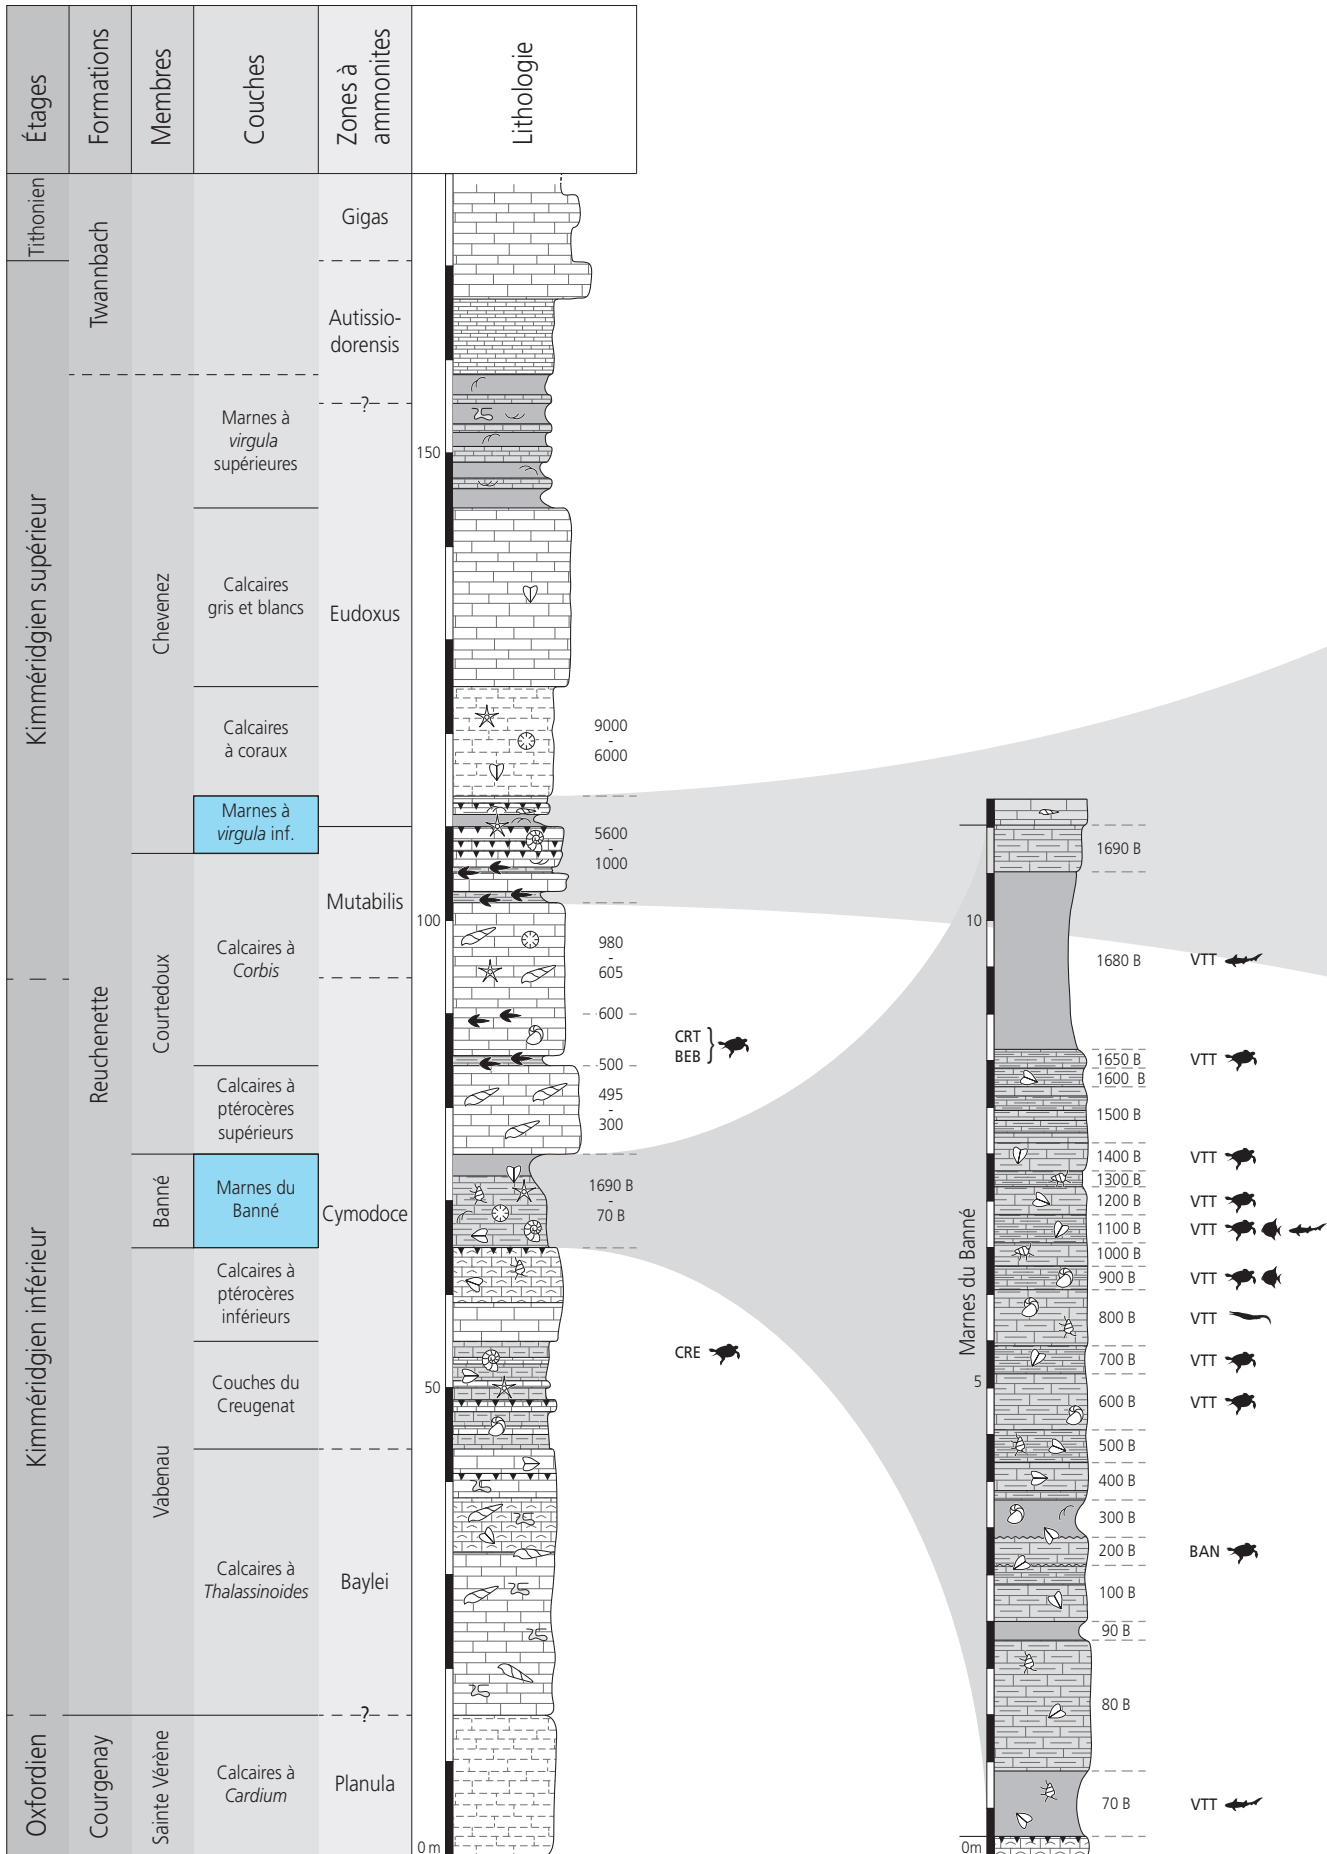 Étages
Formations
Membres
Couches
Zones à
ammonites
Lithologie
Tithonien
Kimméridgien supérieur
Kimméridgien inférieur
Oxfordien
Twannbach
Reuchenette
Courgenay
Chevenez
Courtedoux
Banné
Vabenau
Sainte Vérène
Marnes à
virgula
supérieures
Calcaires
gris et blancs
Calcaires
à coraux
Marnes à
virgula inf.
Calcaires à
Corbis
Calcaires à
ptérocères
supérieurs
Marnes du
Banné
Calcaires à
ptérocères
inférieurs
Couches du
Creugenat
Calcaires à
Thalassinoides
Calcaires à
Cardium
Gigas
Autissio-
dorensis
?
Eudoxus
Mutabilis
Cymodoce
Baylei
?
Planula
150
100
50
0 m
9000
-
6000
5600
-
1000
980
-
605
600
500
495
-
300
1690 B
-
70 B
CRT
BEB
CRE
Marnes du Banné
10
5
0m
1690 B
1680 B VTT
1650 B VTT
1600 B
1500 B
1400 B VTT
1300 B
1200 B VTT
1100 B VTT
1000 B
900 B VTT
800 B VTT
700 B VTT
600 B VTT
500 B
400 B
300 B
200 B BAN
100 B
90 B
80 B
70 B VTT